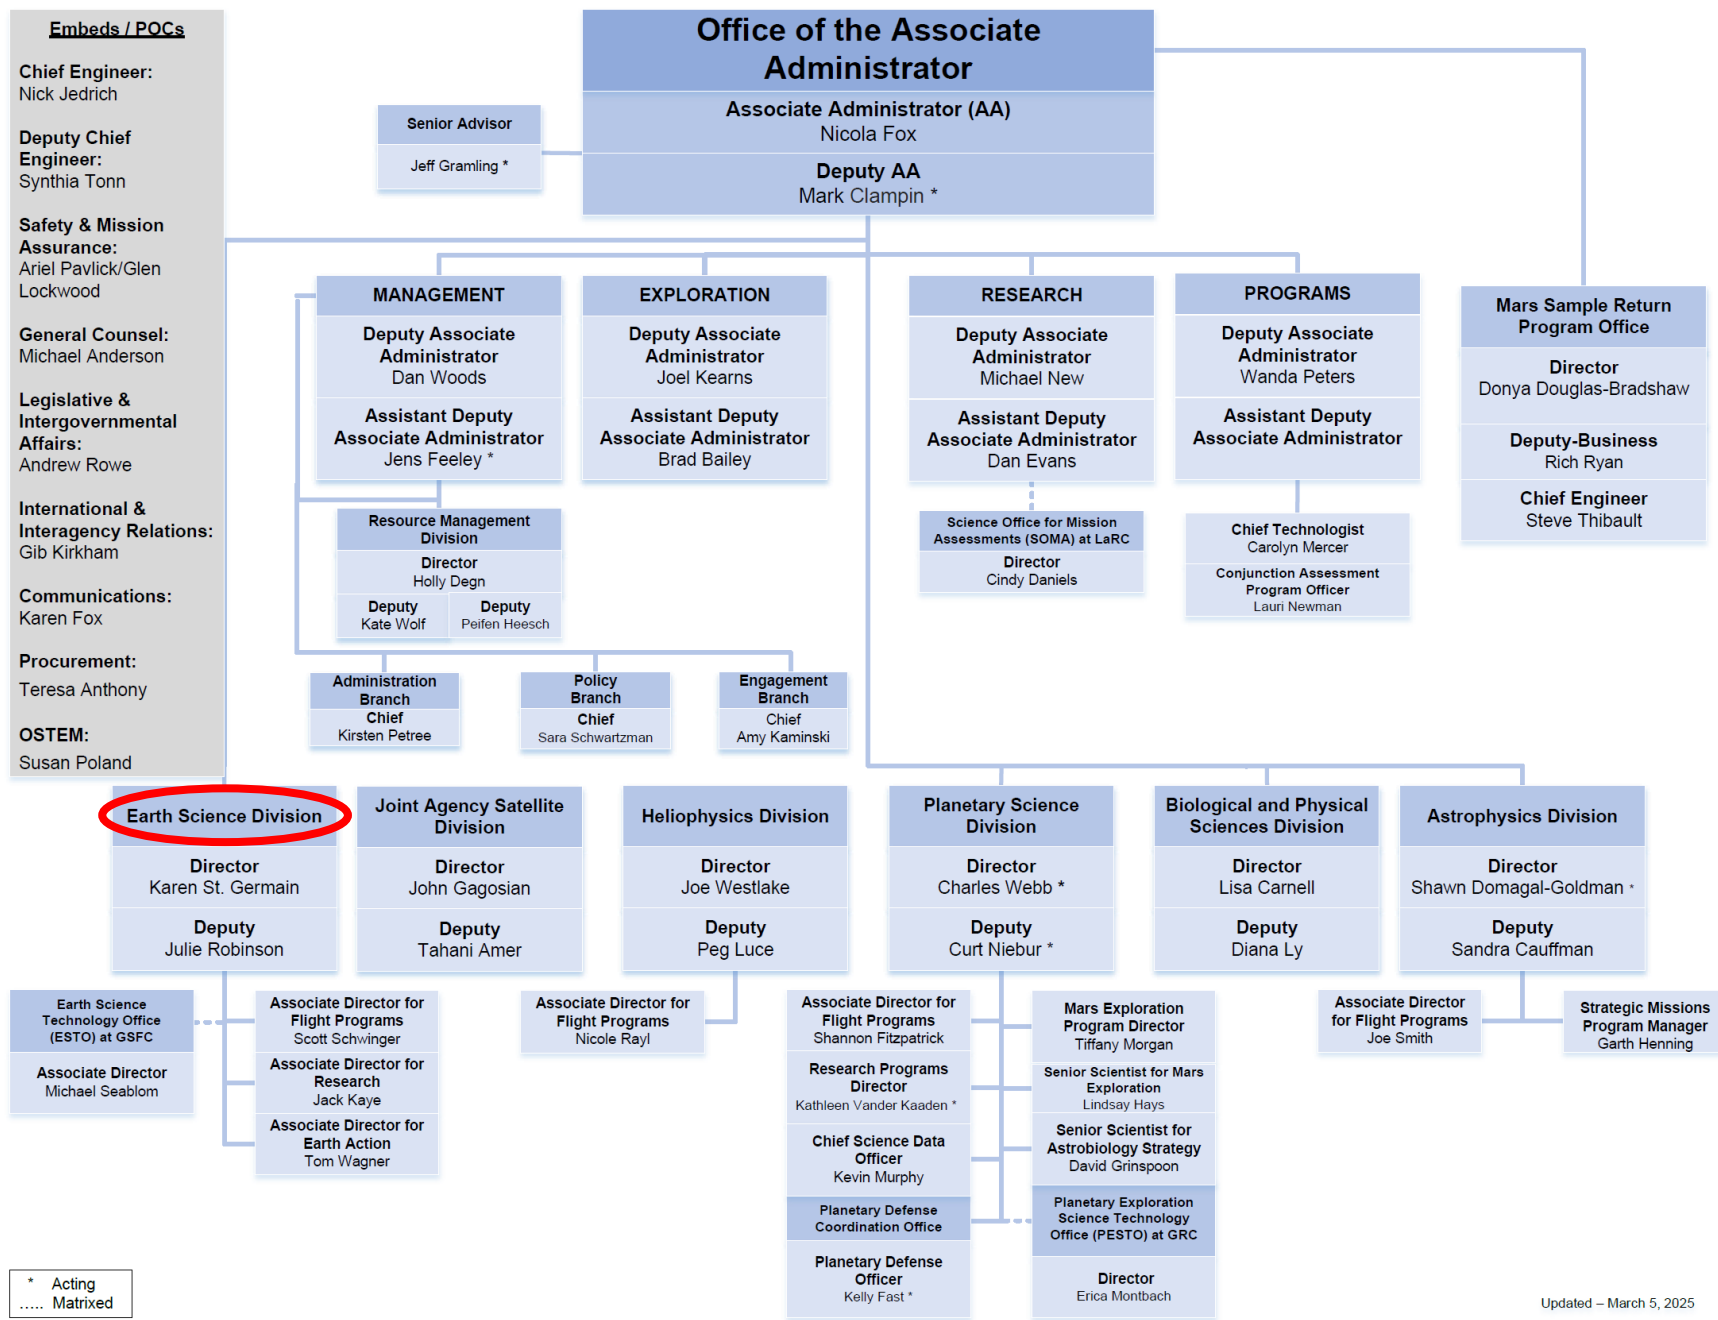 Embeds / POCs
Chief Engineer:
Nick Jedrich
Deputy Chief
Engineer:
Synthia Tonn
Safety & Mission
Assurance:
Ariel Pavlick/Glen
Lockwood
General Counsel:
Michael Anderson
Legislative &
Intergovernmental
Affairs:
Andrew Rowe
International &
Interagency Relations:
Gib Kirkham
Communications:
Karen Fox
Procurement:
Teresa Anthony
OSTEM:
Susan Poland
Office of the Associate
Administrator
Associate Administrator (AA)
Nicola Fox
Deputy AA
Mark Clampin *
Senior Advisor
Jeff Gramling *
MANAGEMENT
Deputy Associate
Administrator
Dan Woods
Assistant Deputy
Associate Administrator
Jens Feeley *
EXPLORATION
Deputy Associate
Administrator
Joel Kearns
Assistant Deputy
Associate Administrator
Brad Bailey
RESEARCH
Deputy Associate
Administrator
Michael New
Assistant Deputy
Associate Administrator
Dan Evans
PROGRAMS
Deputy Associate
Administrator
Wanda Peters
Assistant Deputy
Associate Administrator
Mars Sample Return
Program Office
Director
Donya Douglas-Bradshaw
Deputy-Business
Rich Ryan
Chief Engineer
Steve Thibault
Resource Management
Division
Director
Holly Degn
Deputy
Kate Wolf
Deputy
Peifen Heesch
Science Office for Mission
Assessments (SOMA) at LaRC
Director
Cindy Daniels
Chief Technologist
Carolyn Mercer
Conjunction Assessment
Program Officer
Lauri Newman
Administration
Branch
Chief
Kirsten Petree
Policy
Branch
Chief
Sara Schwartzman
Engagement
Branch
Chief
Amy Kaminski
Earth Science Division
Director
Karen St. Germain
Deputy
Julie Robinson
Joint Agency Satellite
Division
Director
John Gagosian
Deputy
Tahani Amer
Heliophysics Division
Director
Joe Westlake
Deputy
Peg Luce
Planetary Science
Division
Director
Charles Webb *
Deputy
Curt Niebur *
Biological and Physical
Sciences Division
Director
Lisa Carnell
Deputy
Diana Ly
Astrophysics Division
Director
Shawn Domagal-Goldman *
Deputy
Sandra Cauffman
Earth Science
Technology Office
(ESTO) at GSFC
Associate Director
Michael Seablom
Associate Director for
Flight Programs
Scott Schwinger
Associate Director for
Research
Jack Kaye
Associate Director for
Earth Action
Tom Wagner
Associate Director for
Flight Programs
Nicole Rayl
Associate Director for
Flight Programs
Shannon Fitzpatrick
Research Programs
Director
Kathleen Vander Kaaden *
Chief Science Data
Officer
Kevin Murphy
Planetary Defense
Coordination Office
Planetary Defense
Officer
Kelly Fast *
Mars Exploration
Program Director
Tiffany Morgan
Senior Scientist for Mars
Exploration
Lindsay Hays
Senior Scientist for
Astrobiology Strategy
David Grinspoon
Planetary Exploration
Science Technology
Office (PESTO) at GRC
Director
Erica Montbach
Associate Director
for Flight Programs
Joe Smith
Strategic Missions
Program Manager
Garth Henning
* Acting
..... Matrixed
Updated – March 5, 2025